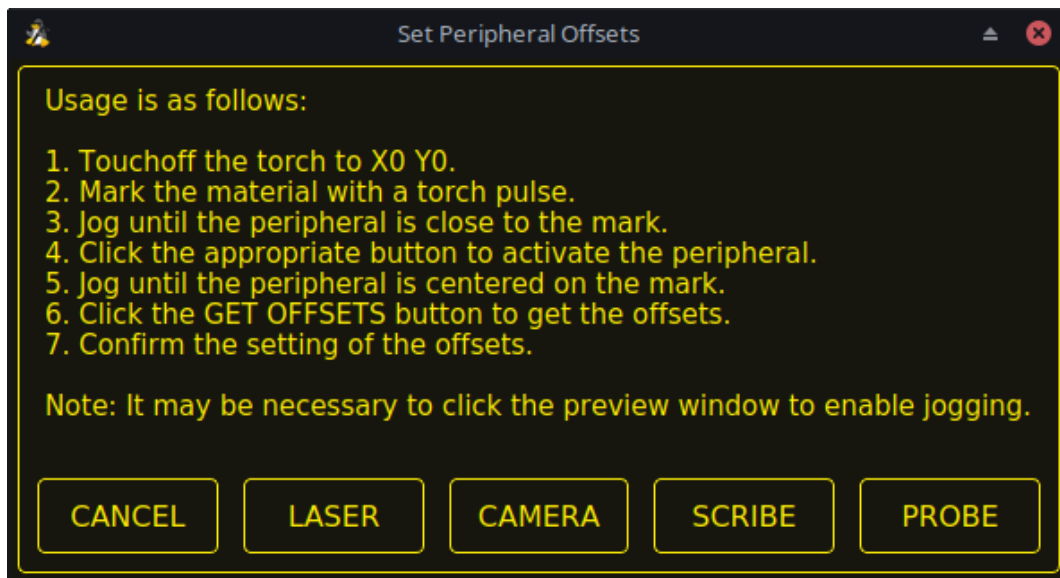 Set Peripheral Offsets
Usage is as follows:
1. Touchoff the torch to X0 Y0.
2. Mark the material with a torch pulse.
3. Jog until the peripheral is close to the mark.
4. Click the appropriate button to activate the peripheral.
5. Jog until the peripheral is centered on the mark.
6. Click the GET OFFSETS button to get the offsets.
7. Confirm the setting of the offsets.
Note: It may be necessary to click the preview window to enable jogging.
CANCEL LASER CAMERA SCRIBE PROBE